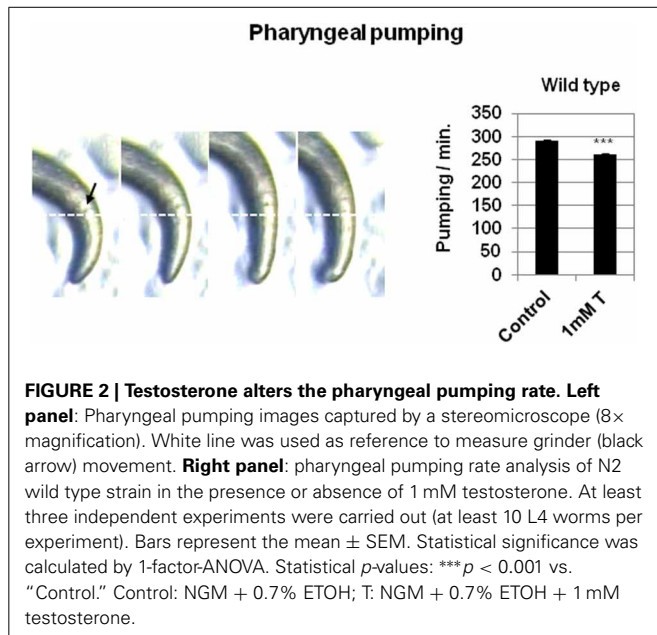 Pharyngeal pumping
Wild type
350
300
250
200
150
100
50
0
***
Pumping / min.
Control
1mM T
FIGURE 2 | Testosterone alters the pharyngeal pumping rate. Left
panel: Pharyngeal pumping images captured by a stereomicroscope (8×
magnification). White line was used as reference to measure grinder (black
arrow) movement. Right panel: pharyngeal pumping rate analysis of N2
wild type strain in the presence or absence of 1 mM testosterone. At least
three independent experiments were carried out (at least 10 L4 worms per
experiment). Bars represent the mean ± SEM. Statistical significance was
calculated by 1-factor-ANOVA. Statistical p-values: ***p < 0.001 vs.
“Control.” Control: NGM + 0.7% ETOH; T: NGM + 0.7% ETOH + 1 mM
testosterone.